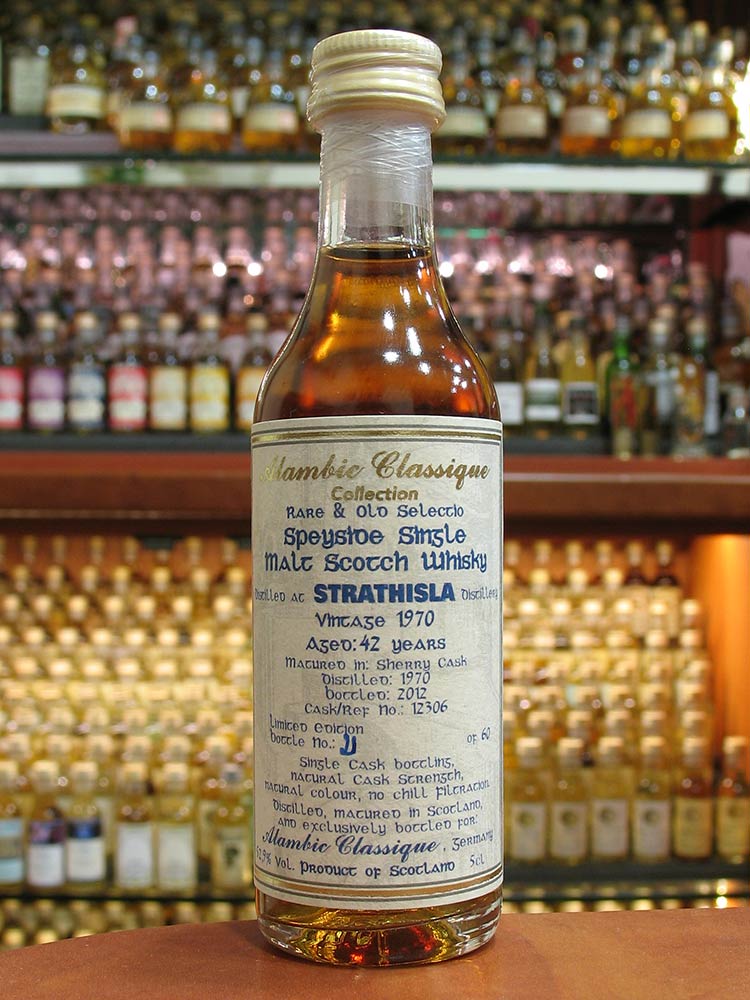 Alambic Classique
Collection
Rare & Old Selectio
Speyside Single
Malt Scotch Whisky
Distilled at STRATHISLA Distillery
Vintage 1970
Aged: 42 years
Matured in: Sherry Cask
Distilled: 1970
Bottled: 2012
Cask/Ref No.: 12306
Limited Edition
Bottle No.: of 60
Single Cask bottling,
natural Cask Strength,
natural colour, no chill filtration
Distilled, matured in Scotland,
and exclusively bottled for:
Alambic Classique, Germany
Vol. Product of Scotland 5cl